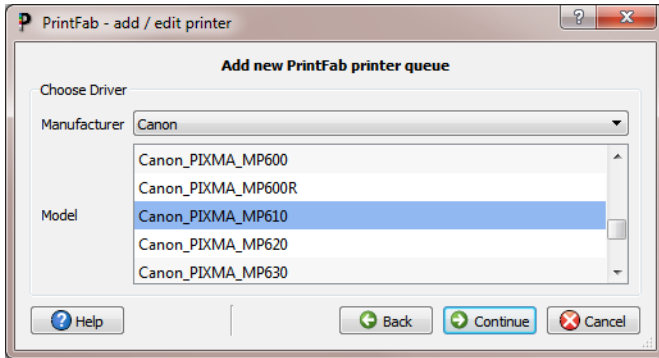 PrintFab - add / edit printer
Add new PrintFab printer queue
Choose Driver
Manufacturer Canon
Canon_PIXMA_MP600
Canon_PIXMA_MP600R
Model Canon_PIXMA_MP610
Canon_PIXMA_MP620
Canon_PIXMA_MP630
Help Back Continue Cancel